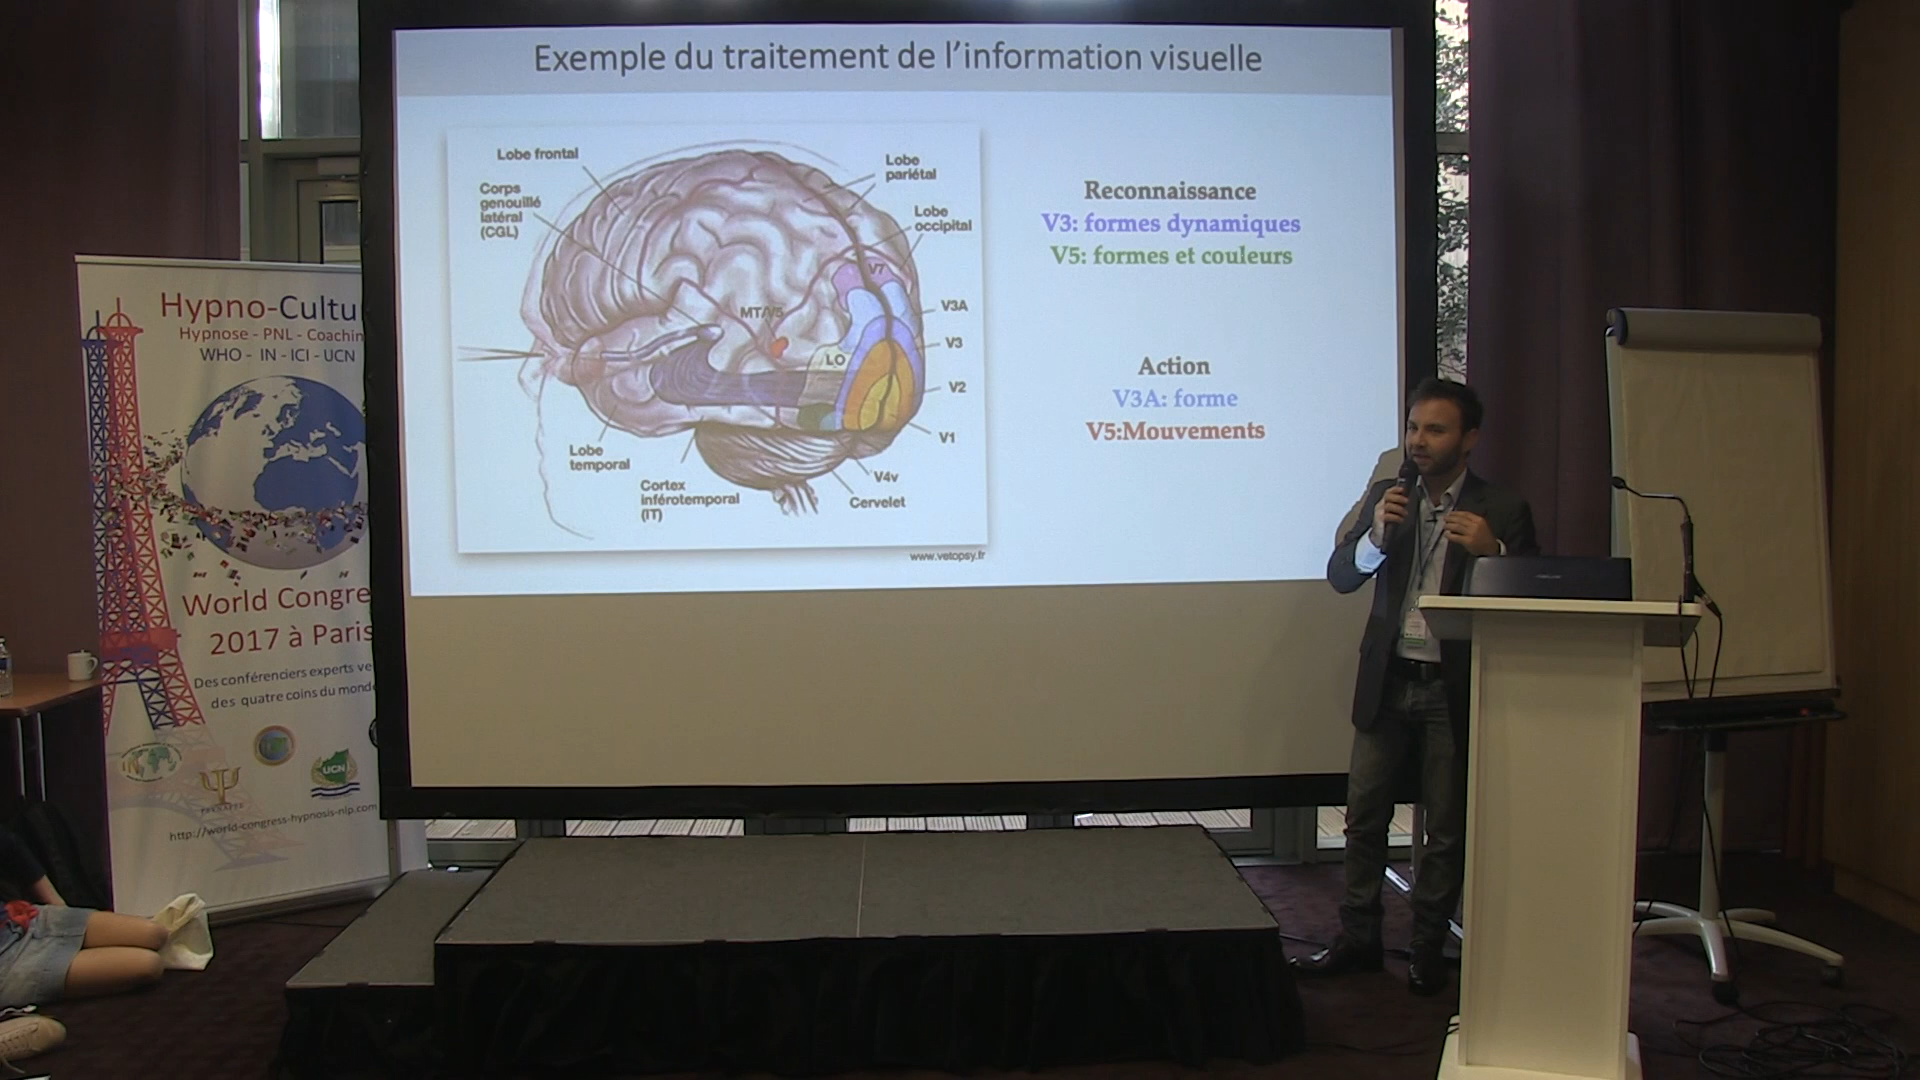 Exemple du traitement de l'information visuelle
Lobe frontal
Corps
genouillé
latéral
(CGL)
Lobe
pariétal
Lobe
occipital
V7
MT/V5
LO
V3A
V3
V2
V1
V4v
Cervelet
Lobe
temporal
Cortex
inférotemporal
(IT)
www.vetopsy.fr
Reconnaissance
V3: formes dynamiques
V5: formes et couleurs
Action
V3A: forme
V5:Mouvements
Hypno-Cultu
Hypnose - PNL - Coachin
WHO - IN - ICI - UCN
World Congre
2017 à Paris
Des conférenciers experts ve
des quatre coins du mond
UCN
http://world-congress-hypnosis-nlp.com